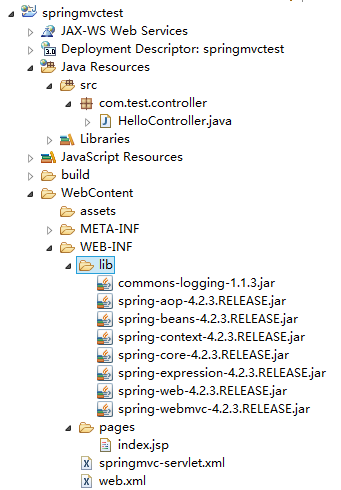 springmvctest
JAX-WS Web Services
Deployment Descriptor: springmvctest
Java Resources
src
com.test.controller
HelloController.java
Libraries
JavaScript Resources
build
WebContent
assets
META-INF
WEB-INF
lib
commons-logging-1.1.3.jar
spring-aop-4.2.3.RELEASE.jar
spring-beans-4.2.3.RELEASE.jar
spring-context-4.2.3.RELEASE.jar
spring-core-4.2.3.RELEASE.jar
spring-expression-4.2.3.RELEASE.jar
spring-web-4.2.3.RELEASE.jar
spring-webmvc-4.2.3.RELEASE.jar
pages
index.jsp
springmvc-servlet.xml
web.xml